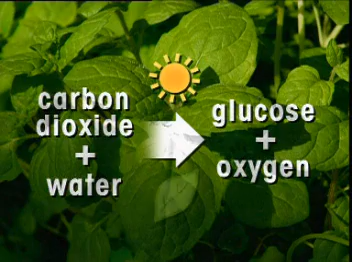 carbon
dioxide
+
water
glucose
+
oxygen